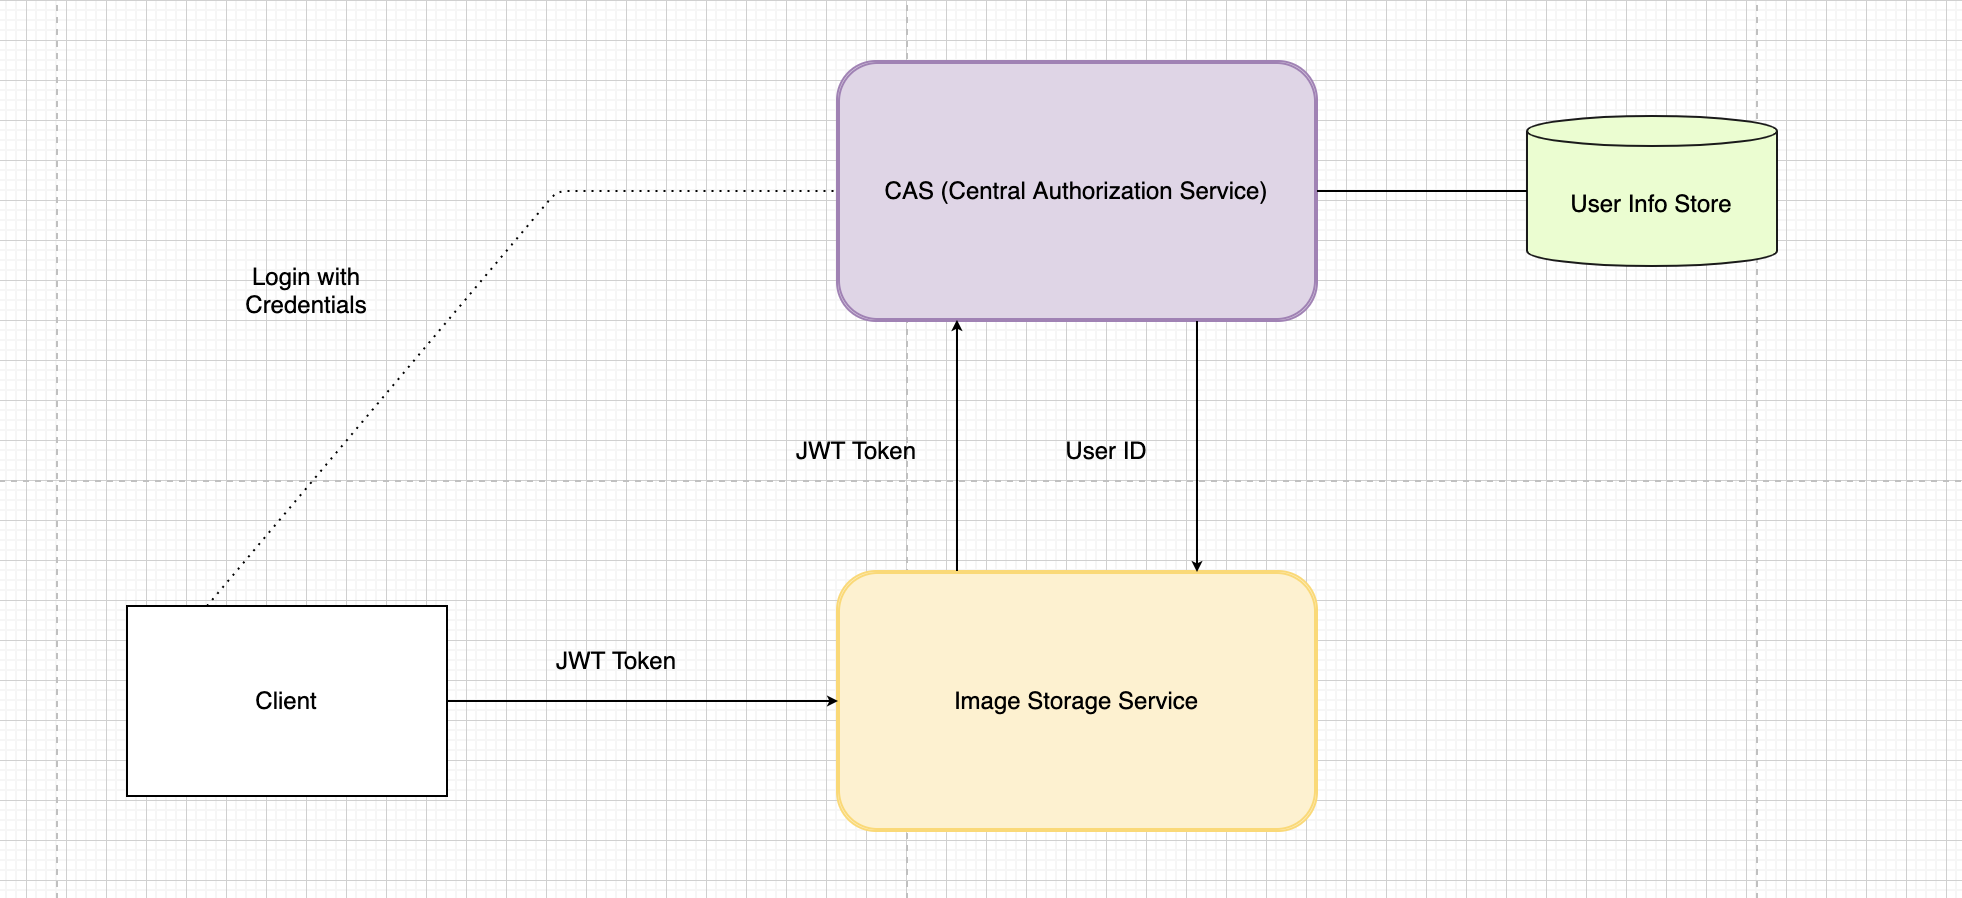 CAS (Central Authorization Service)
User Info Store
Login with
Credentials
JWT Token
User ID
JWT Token
Client
Image Storage Service